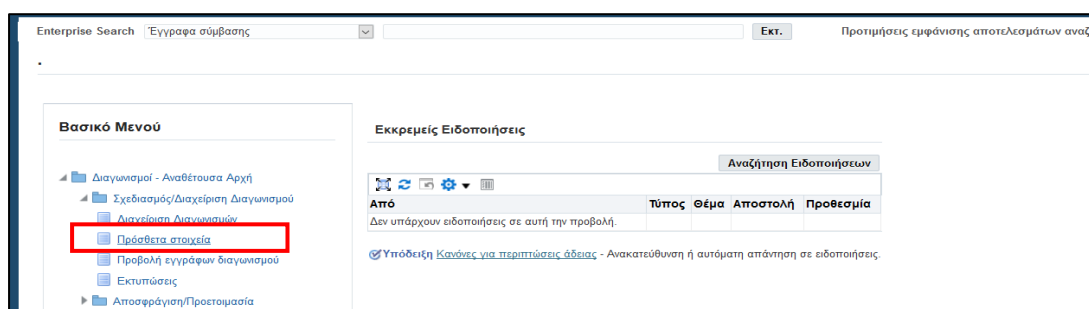 Enterprise Search Έγγραφα σύμβασης Εκτ. Προτιμήσεις εμφάνισης αποτελεσμάτων αναζ
.
Βασικό Μενού
Εκκρεμείς Ειδοποιήσεις
Αναζήτηση Ειδοποιήσεων
Διαγωνισμοί - Αναθέτουσα Αρχή
Σχεδιασμός/Διαχείριση Διαγωνισμού
Διαχείριση Διαγωνισμών
Πρόσθετα στοιχεία
Προβολή εγγράφων διαγωνισμού
Εκτυπώσεις
Αποσφράγιση/Προετοιμασία
Από Τύπος Θέμα Αποστολή Προθεσμία
Δεν υπάρχουν ειδοποιήσεις σε αυτή την προβολή.
Υπόδειξη Κανόνες για περιπτώσεις άδειας - Ανακατεύθυνση ή αυτόματη απάντηση σε ειδοποιήσεις.